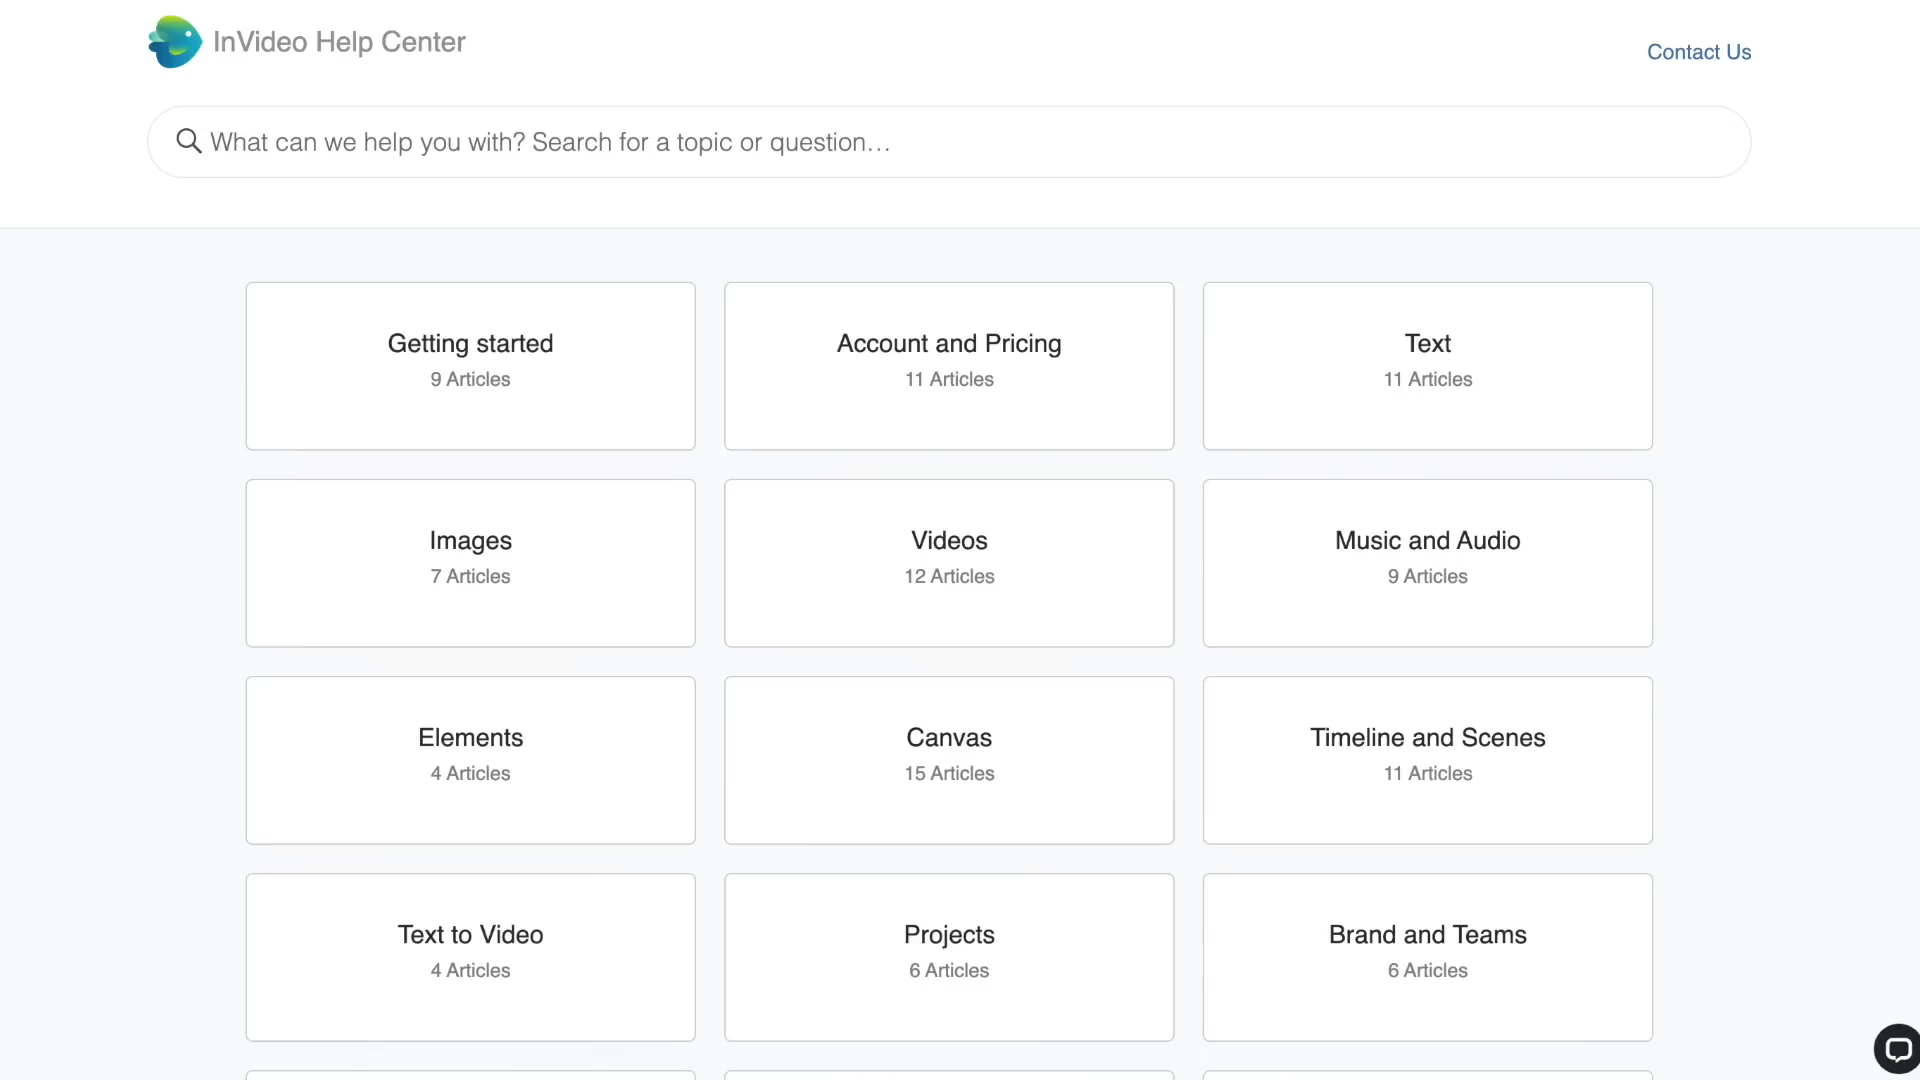 InVideo Help Center
Contact Us
What can we help you with? Search for a topic or question…
Getting started
9 Articles
Account and Pricing
11 Articles
Text
11 Articles
Images
7 Articles
Videos
12 Articles
Music and Audio
9 Articles
Elements
4 Articles
Canvas
15 Articles
Timeline and Scenes
11 Articles
Text to Video
4 Articles
Projects
6 Articles
Brand and Teams
6 Articles